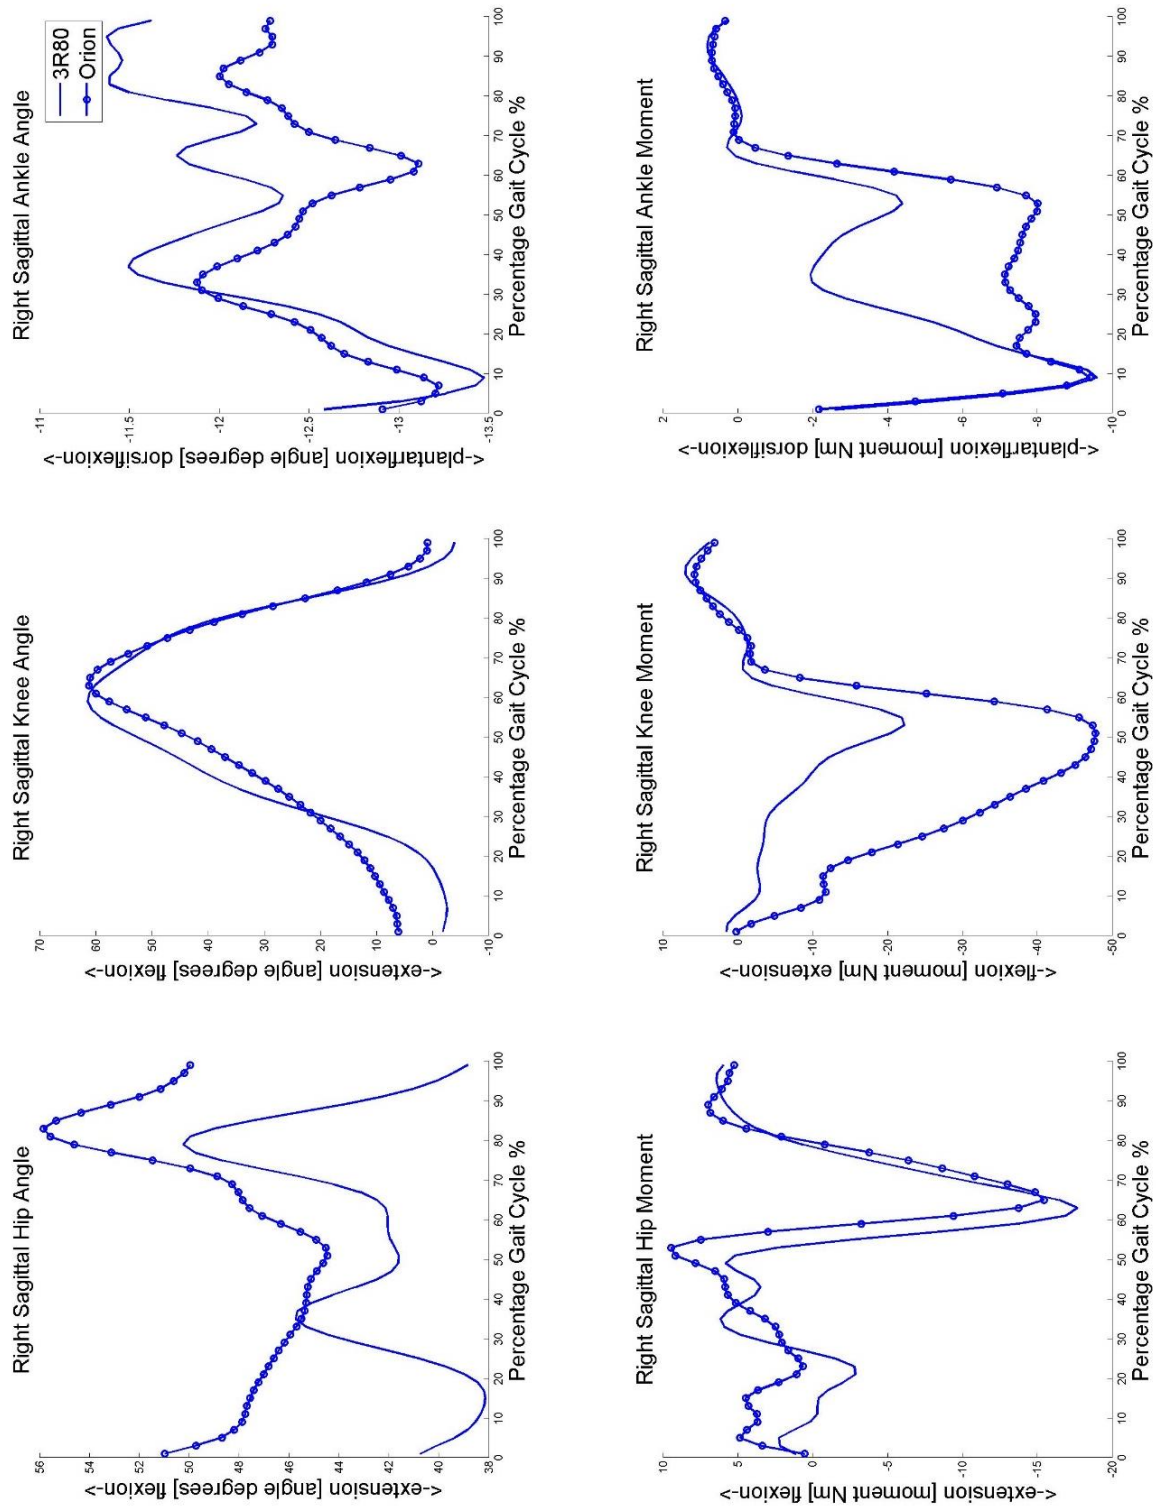 Right Sagittal Hip Angle
56
54
52
50
48
46
44
42
40
38
<-extension [angle degrees] flexion->
0 10 20 30 40 50 60 70 80 90 100
Percentage Gait Cycle %
Right Sagittal Knee Angle
70
60
50
40
30
20
10
0
-10
<-extension [angle degrees] flexion->
0 10 20 30 40 50 60 70 80 90 100
Percentage Gait Cycle %
Right Sagittal Ankle Angle
3R80
Orion
-11
-11.5
-12
-12.5
-13
-13.5
<-plantarflexion [angle degrees] dorsiflexion->
0 10 20 30 40 50 60 70 80 90 100
Percentage Gait Cycle %
Right Sagittal Hip Moment
10
5
0
-5
-10
-15
-20
<-extension [moment Nm] flexion->
0 10 20 30 40 50 60 70 80 90 100
Percentage Gait Cycle %
Right Sagittal Knee Moment
10
0
-10
-20
-30
-40
-50
<-flexion [moment Nm] extension->
0 10 20 30 40 50 60 70 80 90 100
Percentage Gait Cycle %
Right Sagittal Ankle Moment
2
0
-2
-4
-6
-8
-10
<-plantarflexion [moment Nm] dorsiflexion->
0 10 20 30 40 50 60 70 80 90 100
Percentage Gait Cycle %